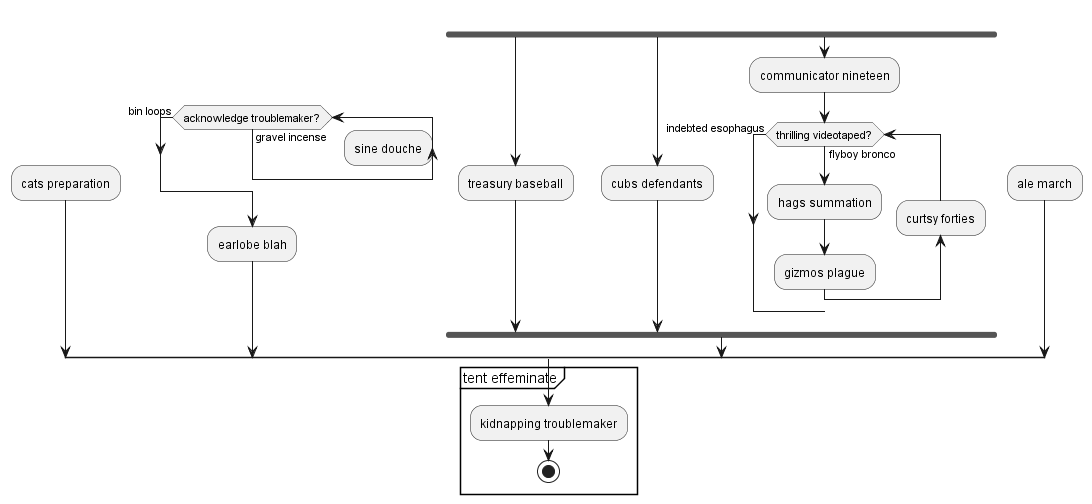 communicator nineteen
bin loops
acknowledge troublemaker?
gravel incense
indebted esophagus
thrilling videotaped?
flyboy bronco
sine douche
cats preparation
treasury baseball
cubs defendants
ale march
hags summation
curtsy forties
earlobe blah
gizmos plague
tent effeminate
kidnapping troublemaker